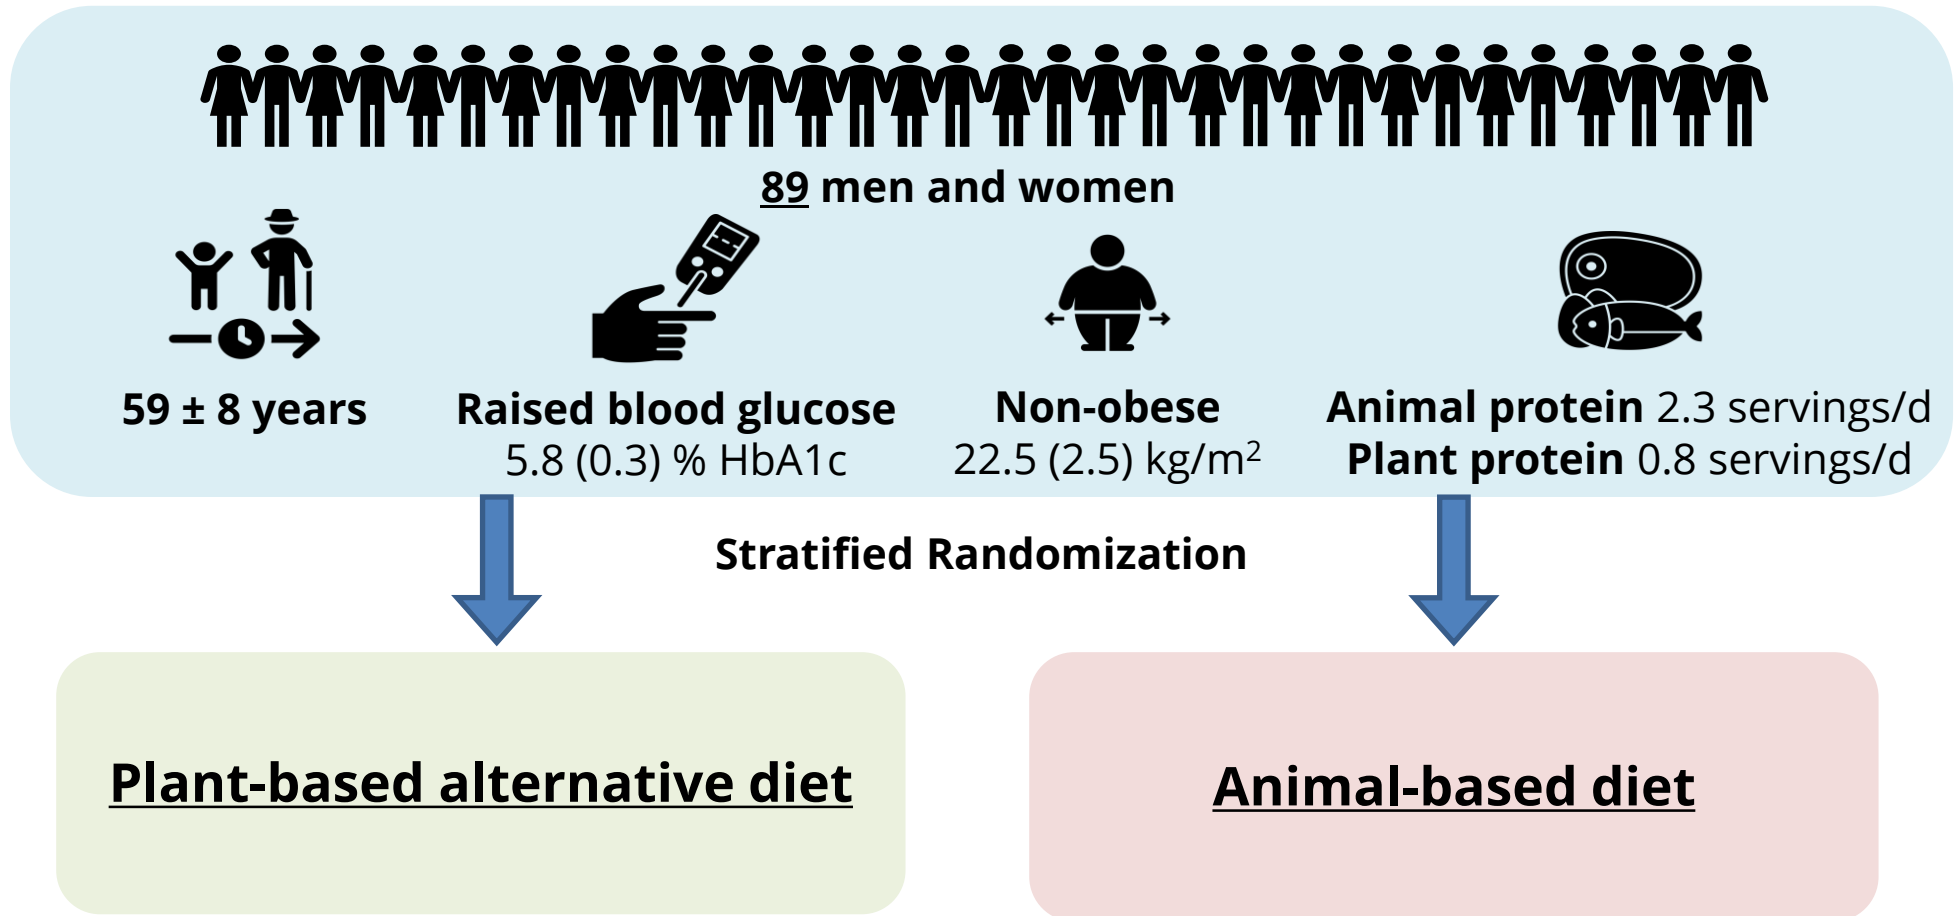 89 men and women
59 ± 8 years
Raised blood glucose
5.8 (0.3) % HbA1c
Non-obese
22.5 (2.5) kg/m²
Animal protein 2.3 servings/d
Plant protein 0.8 servings/d
Stratified Randomization
Plant-based alternative diet
Animal-based diet